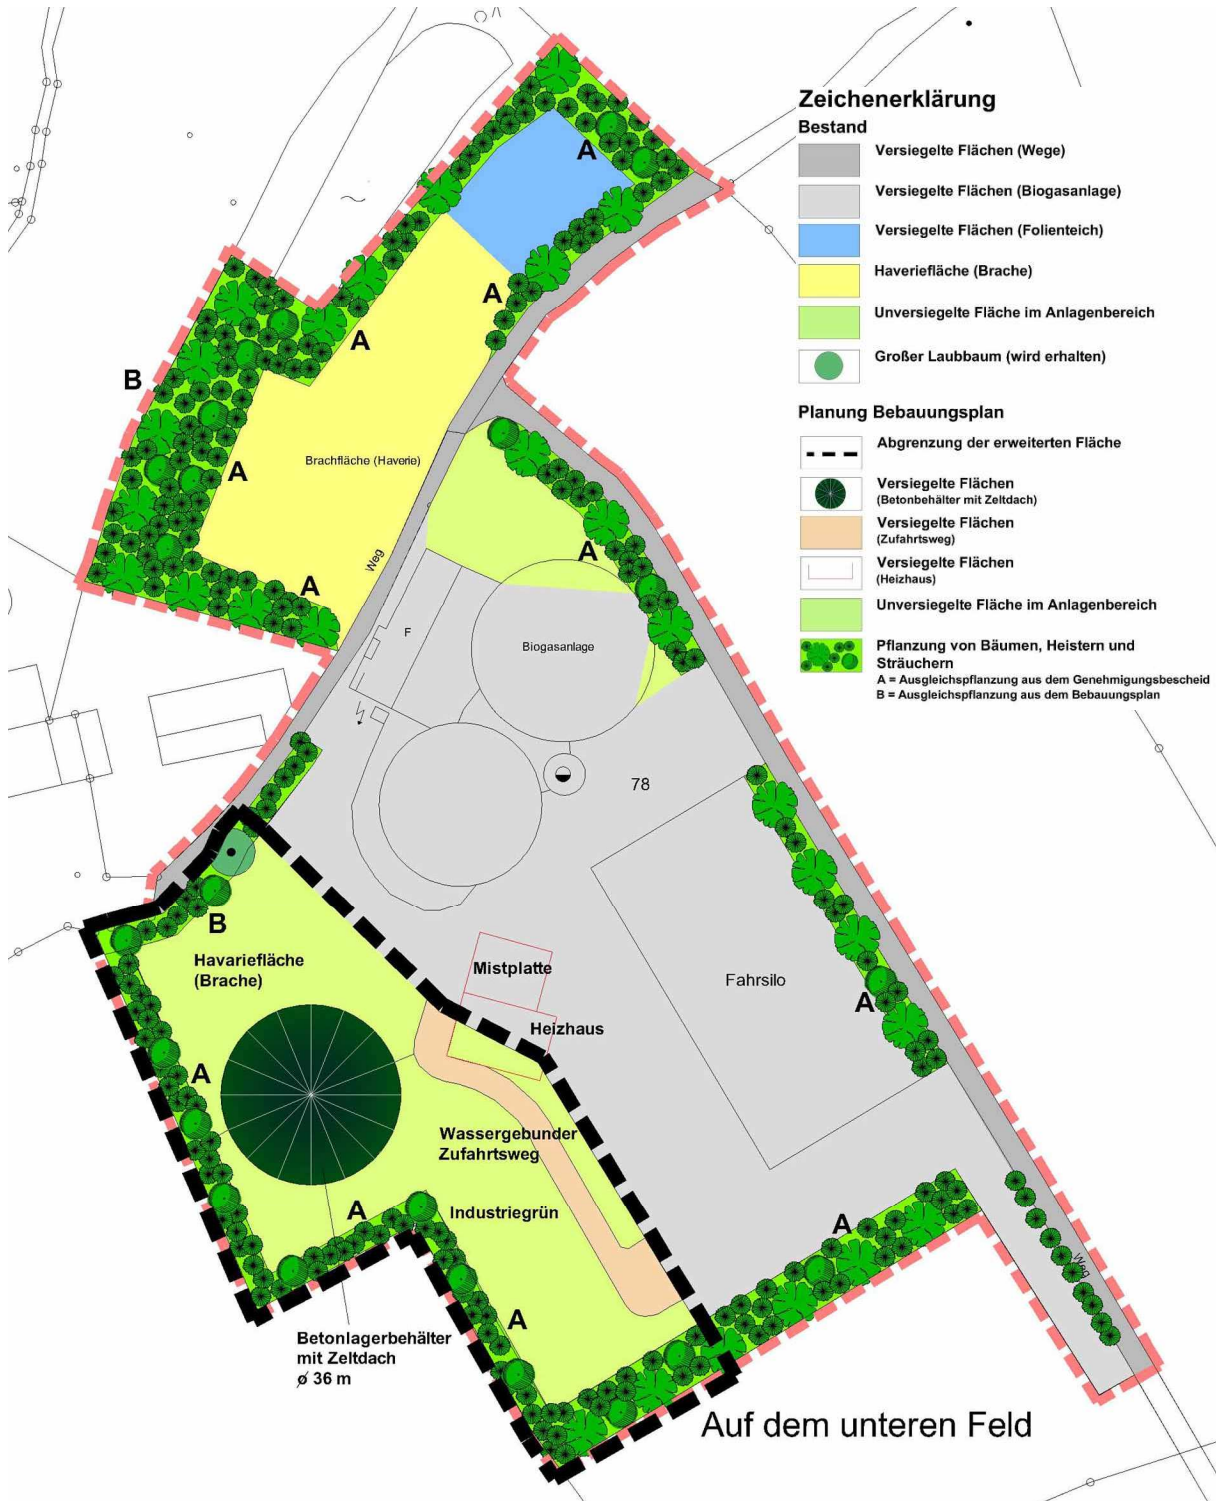 Zeichenerklärung
Bestand
Versiegelte Flächen (Wege)
Versiegelte Flächen (Biogasanlage)
Versiegelte Flächen (Folienteich)
Haveriefläche (Brache)
Unversiegelte Fläche im Anlagenbereich
Großer Laubbaum (wird erhalten)
Planung Bebauungsplan
Abgrenzung der erweiterten Fläche
Versiegelte Flächen
(Betonbehälter mit Zeltdach)
Versiegelte Flächen
(Zufahrtsweg)
Versiegelte Flächen
(Heizhaus)
Unversiegelte Fläche im Anlagenbereich
Pflanzung von Bäumen, Heistern und
Sträuchern
A = Ausgleichspflanzung aus dem Genehmigungsbescheid
B = Ausgleichspflanzung aus dem Bebauungsplan
A
A
A
B
A
Brachfläche (Haverie)
A
A
Weg
F
Biogasanlage
78
B
Havariefläche
(Brache)
Mistplatte
Fahrsilo
A
Heizhaus
A
Wassergebunder
Zufahrtsweg
A
Industriegrün
A
Weg
A
Betonlagerbehälter
mit Zeltdach
ø 36 m
Auf dem unteren Feld